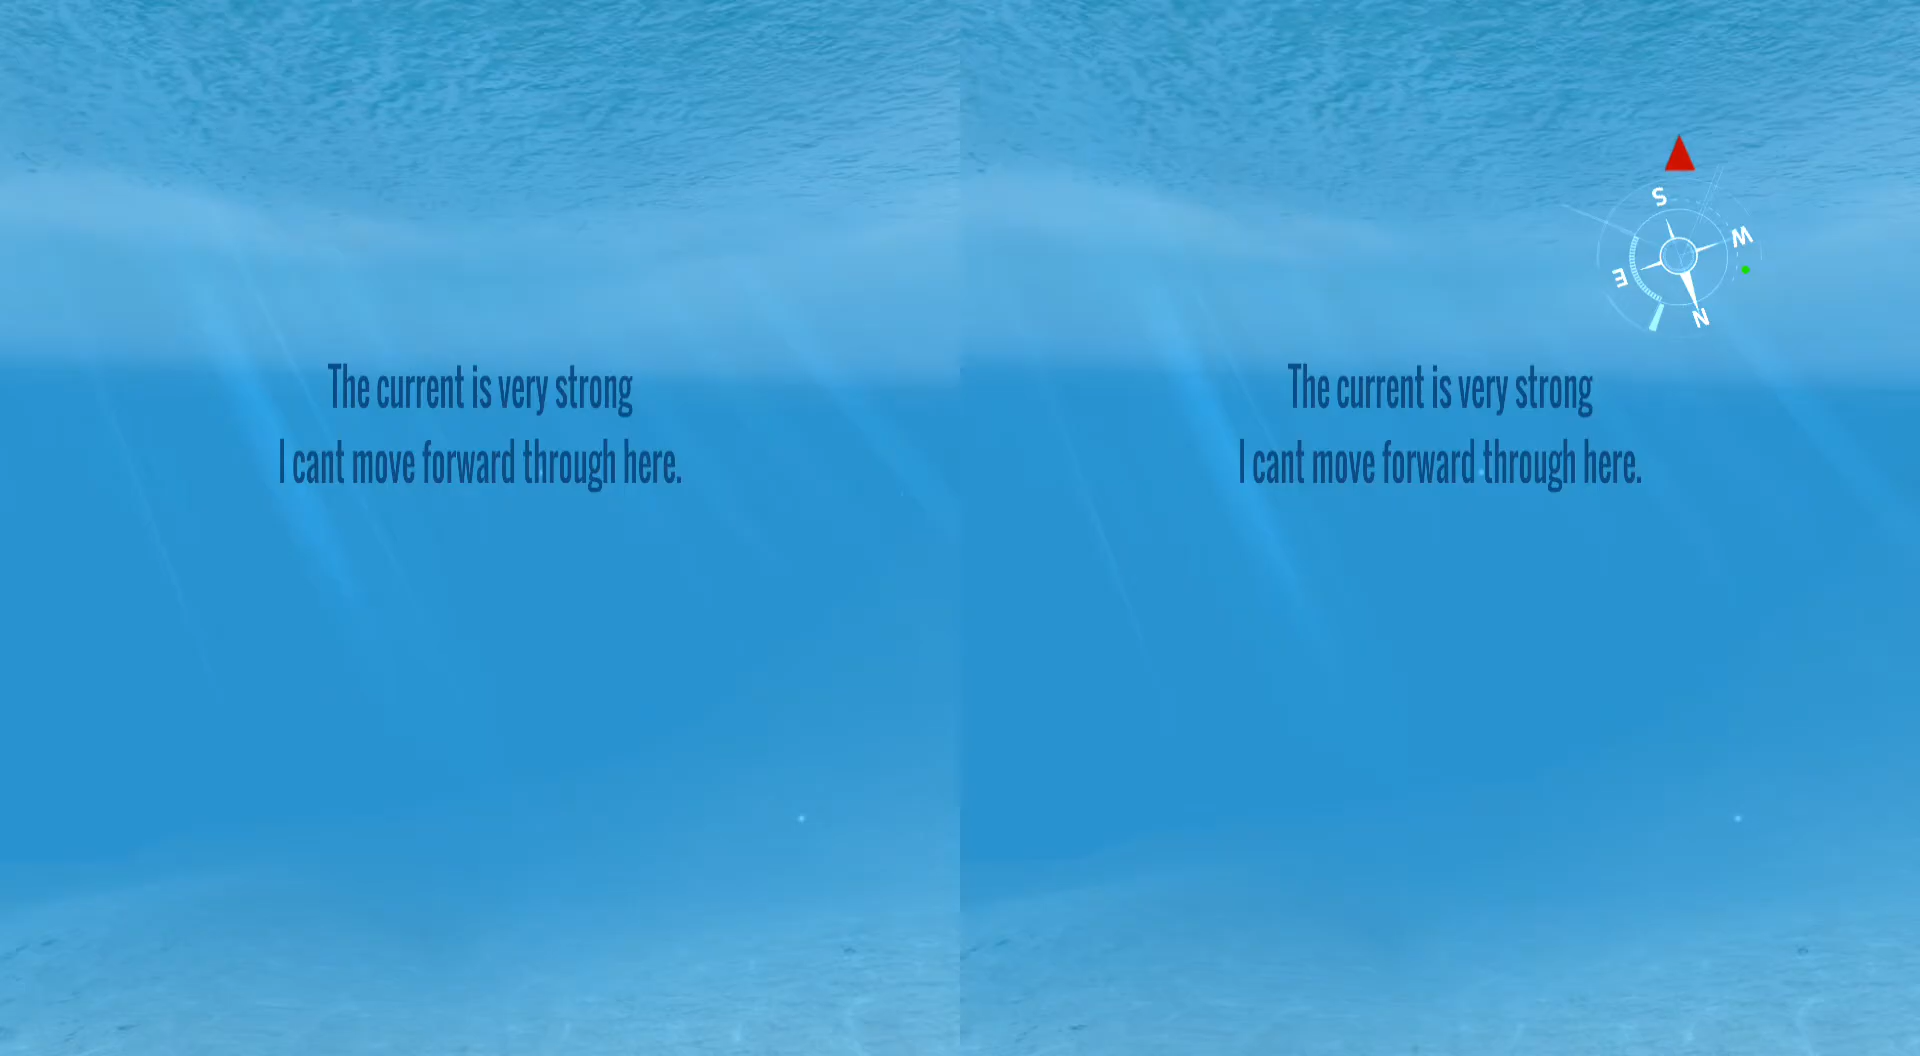 The current is very strong
I cant move forward through here.
The current is very strong
I cant move forward through here.
S
W
E
N